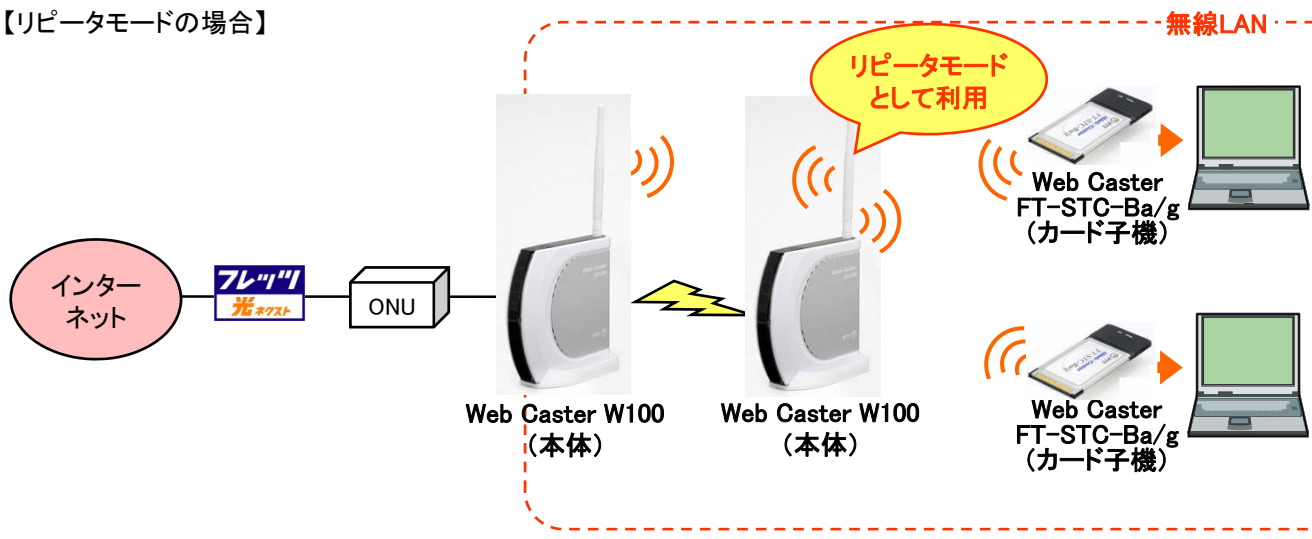 【リピータモードの場合】
無線LAN
リピータモード
として利用
Web Caster
FT-STC-Ba/g
(カード子機)
インター
ネット
フレッツ
光ネクスト
ONU
Web Caster W100
(本体)
Web Caster W100
(本体)
Web Caster
FT-STC-Ba/g
(カード子機)